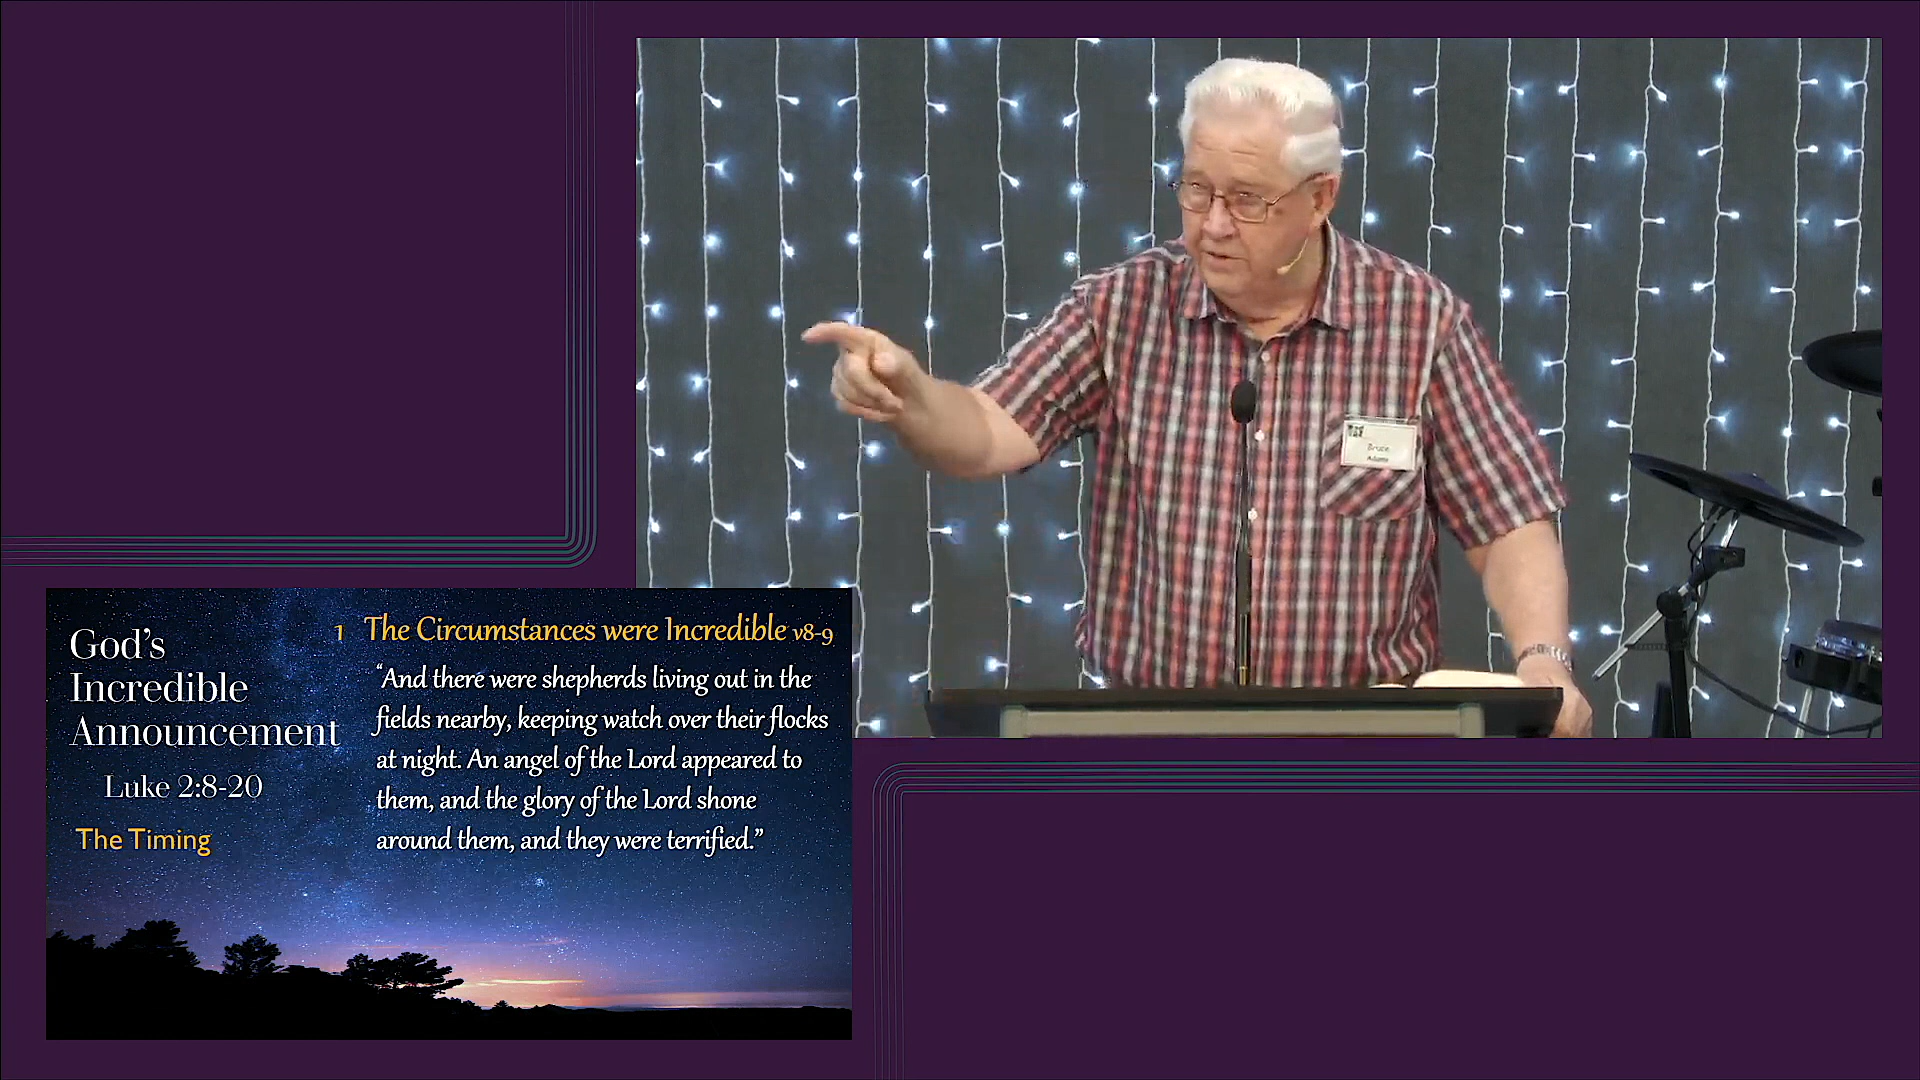 God's
Incredible
Announcement
Luke 2:8-20
The Timing
1 The Circumstances were Incredible v8-9
“And there were shepherds living out in the
fields nearby, keeping watch over their flocks
at night. An angel of the Lord appeared to
them, and the glory of the Lord shone
around them, and they were terrified.”
Bruce
Adams